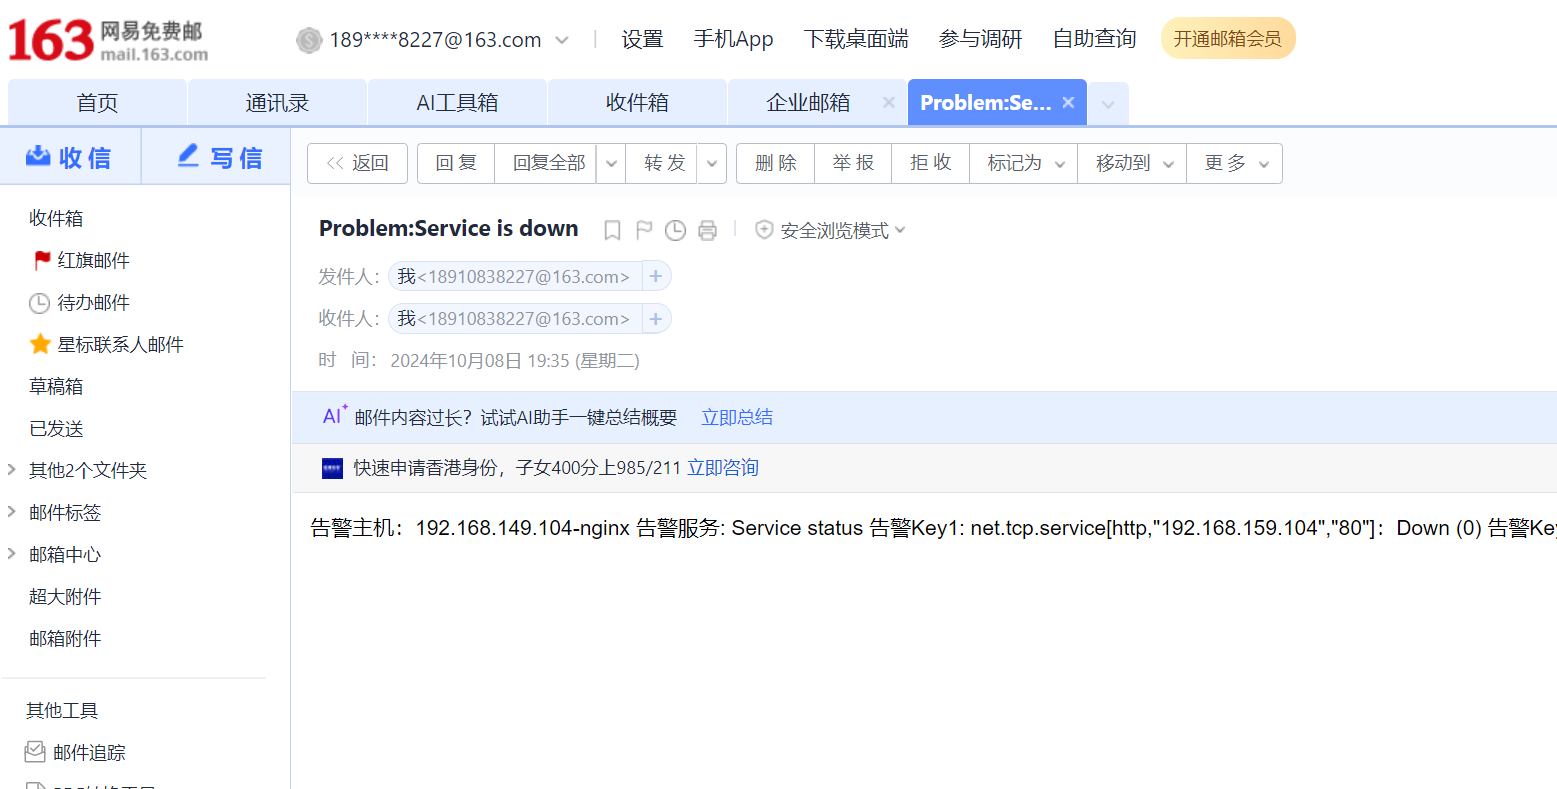 163 网易免费邮
mail.163.com
189****8227@163.com
设置 手机App 下载桌面端 参与调研 自助查询 开通邮箱会员
首页 通讯录 AI工具箱 收件箱 企业邮箱 × Problem:Se... ×
收 信 写 信
<< 返回 回 复 回复全部 转 发 删 除 举 报 拒 收 标记为 移动到 更 多
收件箱
红旗邮件
待办邮件
星标联系人邮件
草稿箱
已发送
其他2个文件夹
邮件标签
邮箱中心
超大附件
邮箱附件
其他工具
邮件追踪
Problem:Service is down 安全浏览模式
发件人： 我<18910838227@163.com> +
收件人： 我<18910838227@163.com> +
时 间： 2024年10月08日 19:35 (星期二)
AI+ 邮件内容过长？试试AI助手一键总结概要 立即总结
快速申请香港身份，子女400分上985/211 立即咨询
告警主机：192.168.149.104-nginx 告警服务: Service status 告警Key1: net.tcp.service[http,"192.168.159.104","80"]：Down (0) 告警Key